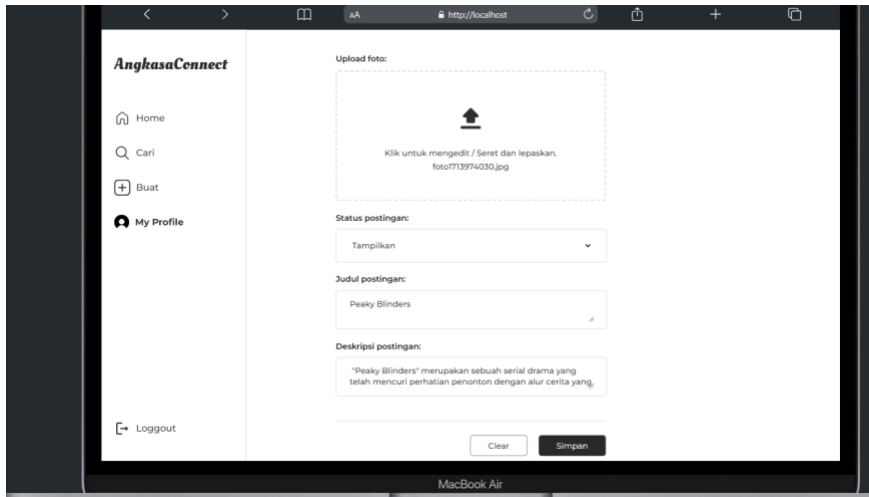 AA
http://localhost
AngkasaConnect
Home
Cari
Buat
My Profile
Loggout
Upload foto:
Klik untuk mengedit / Seret dan lepaskan.
foto1713974030.jpg
Status postingan:
Tampilkan
Judul postingan:
Peaky Blinders
Deskripsi postingan:
"Peaky Blinders" merupakan sebuah serial drama yang
telah mencuri perhatian penonton dengan alur cerita yang
Clear
Simpan
MacBook Air